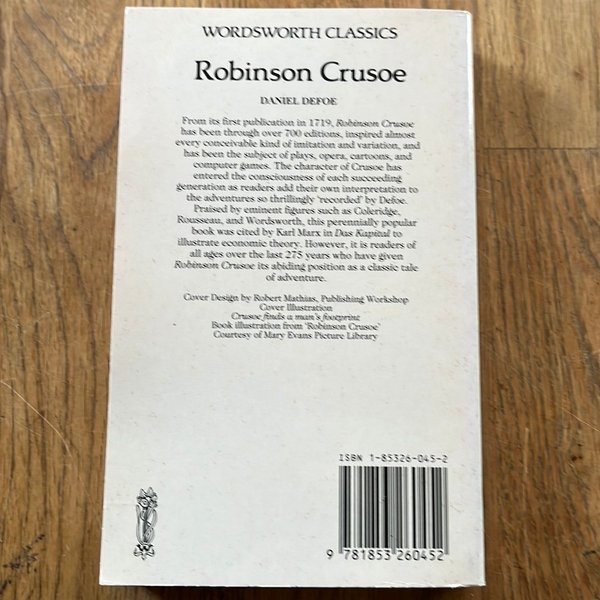 WORDSWORTH CLASSICS
Robinson Crusoe
DANIEL DEFOE
From its first publication in 1719, Robinson Crusoe
has been through over 700 editions, inspired almost
every conceivable kind of imitation and variation, and
has been the subject of plays, opera, cartoons, and
computer games. The character of Crusoe has
entered the consciousness of each succeeding
generation as readers add their own interpretation to
the adventures so thrillingly 'recorded' by Defoe.
Praised by eminent figures such as Coleridge,
Rousseau, and Wordsworth, this perennially popular
book was cited by Karl Marx in Das Kapital to
illustrate economic theory. However, it is readers of
all ages over the last 275 years who have given
Robinson Crusoe its abiding position as a classic tale
of adventure.
Cover Design by Robert Mathias, Publishing Workshop
Cover Illustration
Crusoe finds a man's footprint
Book illustration from 'Robinson Crusoe'
Courtesy of Mary Evans Picture Library
ISBN 1-85326-045-2
9 781853 260452
W